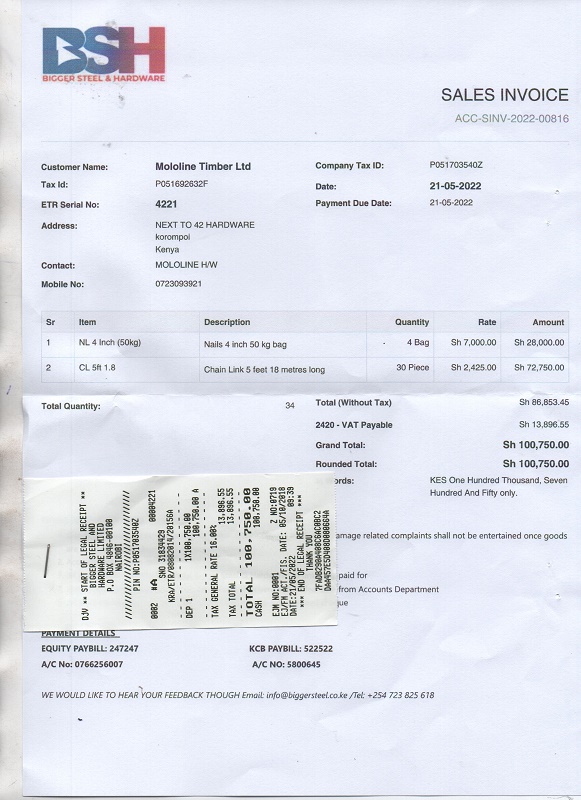 BSH
BIGGER STEEL & HARDWARE
SALES INVOICE
ACC-SINV-2022-00816
Customer Name: Mololine Timber Ltd
Tax Id: P051692632F
ETR Serial No: 4221
Address: NEXT TO 42 HARDWARE
korompoi
Kenya
Contact: MOLOLINE H/W
Mobile No: 0723093921
Company Tax ID: P051703540Z
Date: 21-05-2022
Payment Due Date: 21-05-2022
Sr Item Description Quantity Rate Amount
1 NL 4 Inch (50kg) Nails 4 inch 50 kg bag 4 Bag Sh 7,000.00 Sh 28,000.00
2 CL 5ft 1.8 Chain Link 5 feet 18 metres long 30 Piece Sh 2,425.00 Sh 72,750.00
Total Quantity: 34
Total (Without Tax) Sh 86,853.45
2420 - VAT Payable Sh 13,896.55
Grand Total: Sh 100,750.00
Rounded Total: Sh 100,750.00
ords: KES One Hundred Thousand, Seven
Hundred And Fifty only.
amage related complaints shall not be entertained once goods
paid for
from Accounts Department
que
DJV ** START OF LEGAL RECEIPT **
BIGGER STEEL AND
HARDWARE LIMITED
P.O BOX 4846-00100
NAIROBI
PIN NO:P051703540Z
0002 #A 00004221
SNO 31034429
KRA/ETR/08082014/20156A
DEP 1 1X100,750.00
100,750.00 A
TAX GENERAL RATE 16.00% 13,896.55
TAX TOTAL 13,896.55
TOTAL 100,750.00
CASH 100,750.00
EJM NO:0001 Z NO:0719
EJ/FM ACT./FIS. DATE: 05/10/2018
DATE:21/05/2022 09:39
*** END OF LEGAL RECEIPT ***
THANK YOU
PAYMENT DETAILS
EQUITY PAYBILL: 247247 KCB PAYBILL: 522522
A/C No: 0766256007 A/C NO: 5800645
WE WOULD LIKE TO HEAR YOUR FEEDBACK THOUGH Email: info@biggersteel.co.ke /Tel: +254 723 825 618